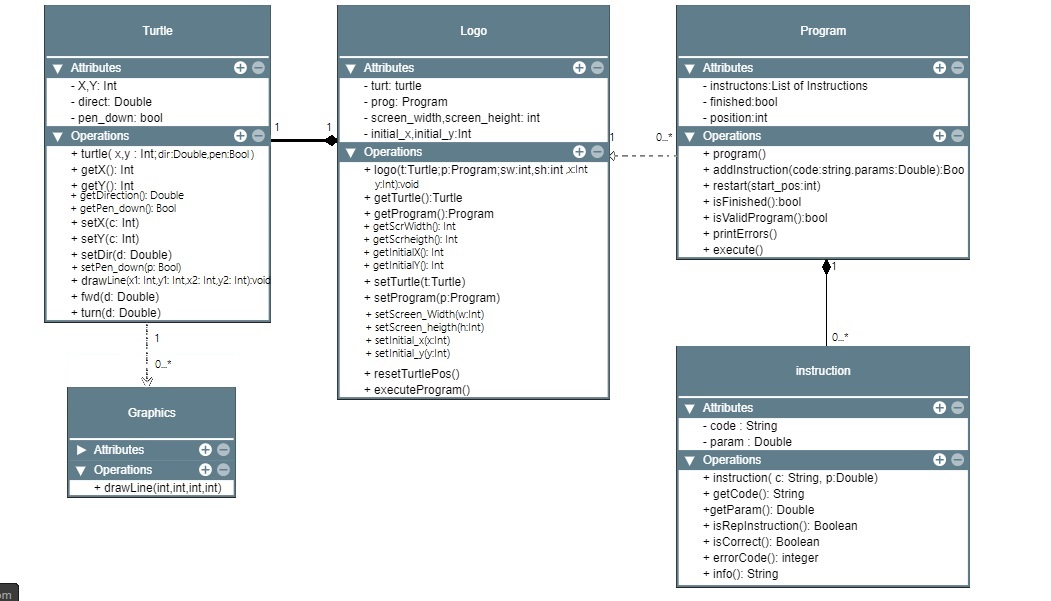 Turtle
Attributes
- X,Y: Int
- direct: Double
- pen_down: bool
Operations
+ turtle( x,y : Int;dir:Double,pen:Bool )
+ getX(): Int
+ getY(): Int
+ getDirection(): Double
+ getPen_down(): Bool
+ setX(c: Int)
+ setY(c: Int)
+ setDir(d: Double)
+ setPen_down(p: Bool)
+ drawLine(x1: Int,y1: Int,x2: Int,y2: Int):void
+ fwd(d: Double)
+ turn(d: Double)
1
0..*
Graphics
Attributes
Operations
+ drawLine(int,int,int,int)
1
1
Logo
Attributes
- turt: turtle
- prog: Program
- screen_width,screen_height: int
- initial_x,initial_y:Int
Operations
+ logo(t:Turtle;p:Program;sw:int,sh:int ,x:Int
y:Int):void
+ getTurtle():Turtle
+ getProgram():Program
+ getScrWidth(): Int
+ getScrheigth(): Int
+ getInitialX(): Int
+ getInitialY(): Int
+ setTurtle(t:Turtle)
+ setProgram(p:Program)
+ setScreen_Width(w:Int)
+ setScreen_heigth(h:Int)
+ setInitial_x(x:Int)
+ setInitial_y(y:Int)
+ resetTurtlePos()
+ executeProgram()
1
0..*
Program
Attributes
- instructons:List of Instructions
- finished:bool
- position:int
Operations
+ program()
+ addInstruction(code:string.params:Double):Boo
+ restart(start_pos:int)
+ isFinished():bool
+ isValidProgram():bool
+ printErrors()
+ execute()
1
0..*
instruction
Attributes
- code : String
- param : Double
Operations
+ instruction( c: String, p:Double)
+ getCode(): String
+getParam(): Double
+ isRepInstruction(): Boolean
+ isCorrect(): Boolean
+ errorCode(): integer
+ info(): String
om